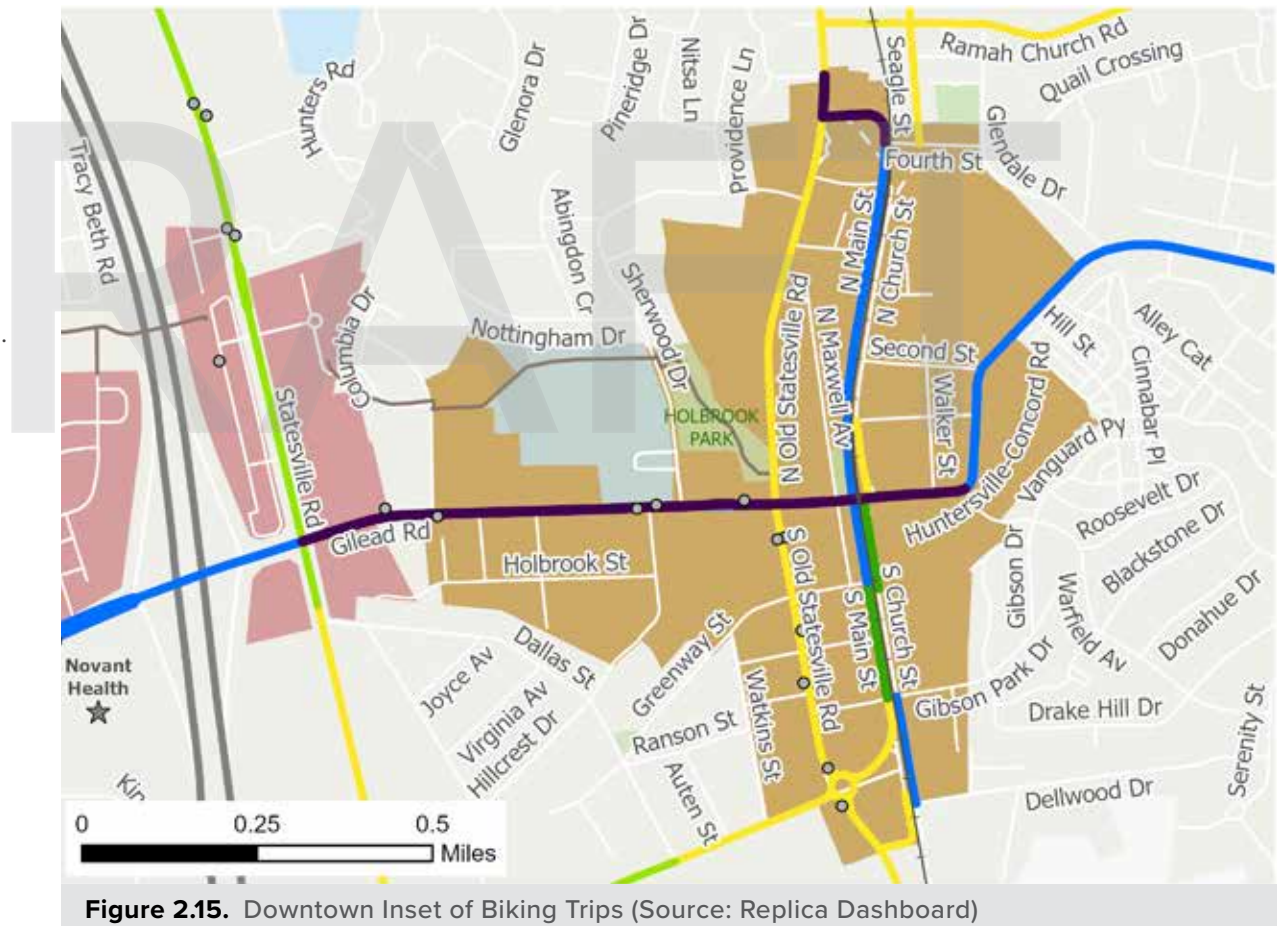 Ramah Church Rd
Quail Crossing
Seagle St
Glendale Dr
Fourth St
Hunters Rd
Glenora Dr
Pineridge Dr
Nitsa Ln
Providence Ln
Tracy Beth Rd
Abingdon Cr
Sherwood Dr
Nottingham Dr
Columbia Dr
Statesville Rd
HOLBROOK
PARK
N Old Statesville Rd
N Maxwell Av
N Main St
N Church St
Second St
Walker St
Huntersville-Concord Rd
Hill St
Alley Cat
Cinnabar Pl
Vanguard Py
Roosevelt Dr
Blackstone Dr
Donahue Dr
Gibson Dr
Warfield Av
Gilead Rd
Holbrook St
S Old Statesville Rd
S Main St
S Church St
Gibson Park Dr
Drake Hill Dr
Serenity St
Dellwood Dr
Dallas St
Greenway St
Joyce Av
Virginia Av
Hillcrest Dr
Ranson St
Watkins St
Auten St
Novant
Health
Kin
0 0.25 0.5
Miles
RAFT
Figure 2.15. Downtown Inset of Biking Trips (Source: Replica Dashboard)